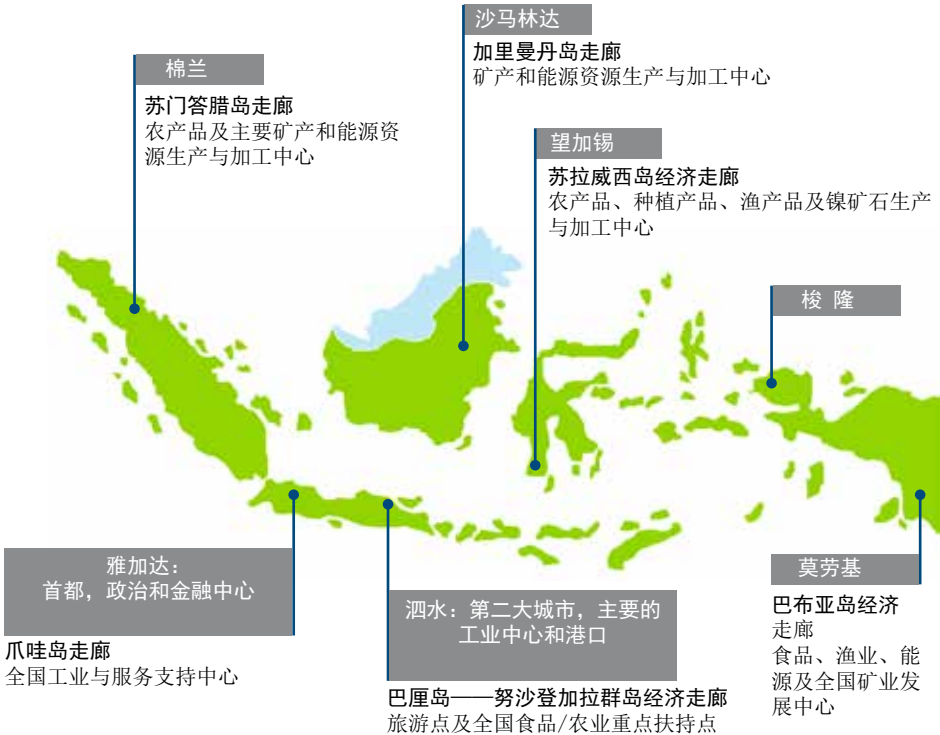 沙马林达
加里曼丹岛走廊
矿产和能源资源生产与加工中心
棉兰
苏门答腊岛走廊
农产品及主要矿产和能源资
源生产与加工中心
望加锡
苏拉威西岛经济走廊
农产品、种植产品、渔产品及镍矿石生产
与加工中心
梭 隆
雅加达：
首都，政治和金融中心
爪哇岛走廊
全国工业与服务支持中心
泗水：第二大城市，主要的
工业中心和港口
巴厘岛——努沙登加拉群岛经济走廊
旅游点及全国食品/农业重点扶持点
莫劳基
巴布亚岛经济
走廊
食品、渔业、能
源及全国矿业发
展中心